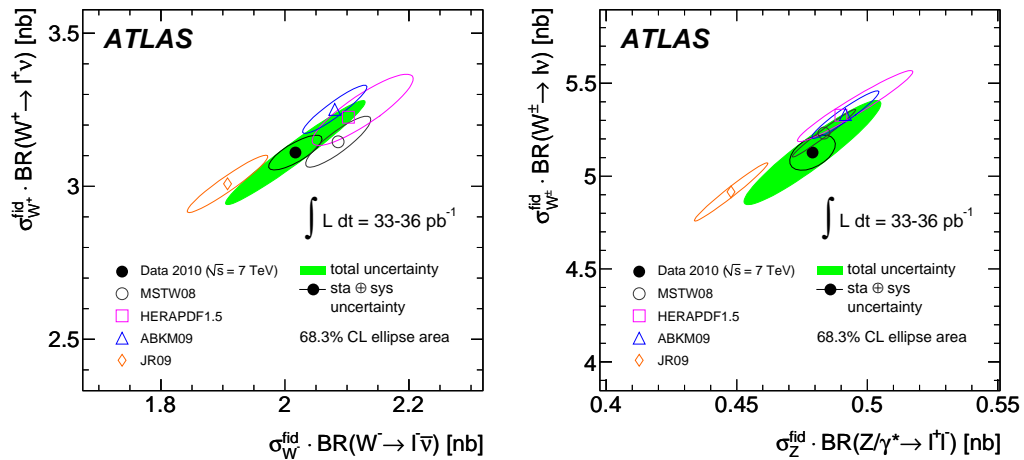 ATLAS
σ^fid_W⁺ · BR(W⁺→ l⁺ν) [nb]
3.5
3
2.5
∫ L dt = 33-36 pb⁻¹
Data 2010 (√s = 7 TeV)
MSTW08
HERAPDF1.5
ABKM09
JR09
total uncertainty
sta ⊕ sys
uncertainty
68.3% CL ellipse area
1.8 2 2.2
σ^fid_W⁻ · BR(W⁻→ l⁻ν̅) [nb]
ATLAS
σ^fid_W± · BR(W±→ lν) [nb]
5.5
5
4.5
4
∫ L dt = 33-36 pb⁻¹
Data 2010 (√s = 7 TeV)
MSTW08
HERAPDF1.5
ABKM09
JR09
total uncertainty
sta ⊕ sys
uncertainty
68.3% CL ellipse area
0.4 0.45 0.5 0.55
σ^fid_Z · BR(Z/γ*→ l⁺l⁻) [nb]